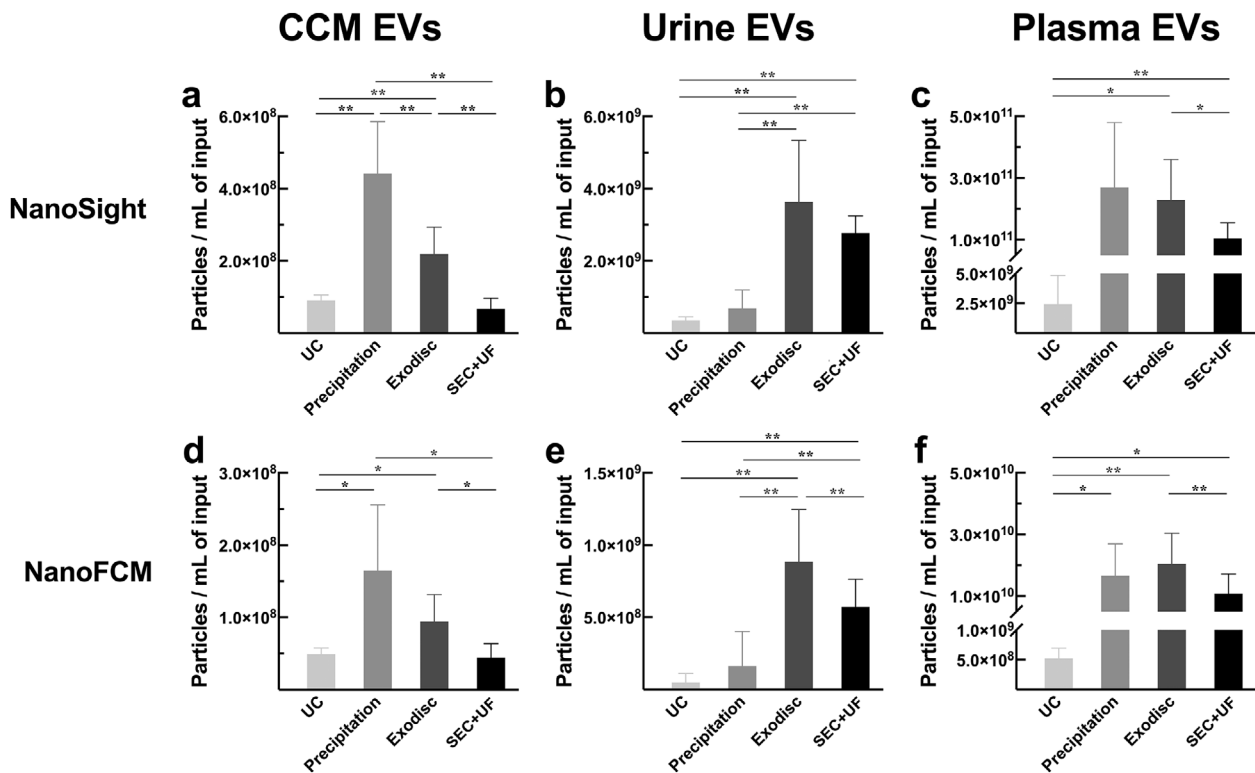 CCM EVs
Urine EVs
Plasma EVs
NanoSight
a
Particles / mL of input
6.0×10⁸
4.0×10⁸
2.0×10⁸
**
**
** ** **
UC
Precipitation
Exodisc
SEC+UF
b
Particles / mL of input
6.0×10⁹
4.0×10⁹
2.0×10⁹
**
**
**
**
UC
Precipitation
Exodisc
SEC+UF
c
Particles / mL of input
5.0×10¹¹
3.0×10¹¹
1.0×10¹¹
5.0×10⁹
2.5×10⁹
**
*
*
UC
Precipitation
Exodisc
SEC+UF
NanoFCM
d
Particles / mL of input
3.0×10⁸
2.0×10⁸
1.0×10⁸
*
*
* *
UC
Precipitation
Exodisc
SEC+UF
e
Particles / mL of input
1.5×10⁹
1.0×10⁹
5.0×10⁸
**
**
**
** **
UC
Precipitation
Exodisc
SEC+UF
f
Particles / mL of input
5.0×10¹⁰
3.0×10¹⁰
1.0×10¹⁰
1.0×10⁹
5.0×10⁸
*
**
* **
UC
Precipitation
Exodisc
SEC+UF